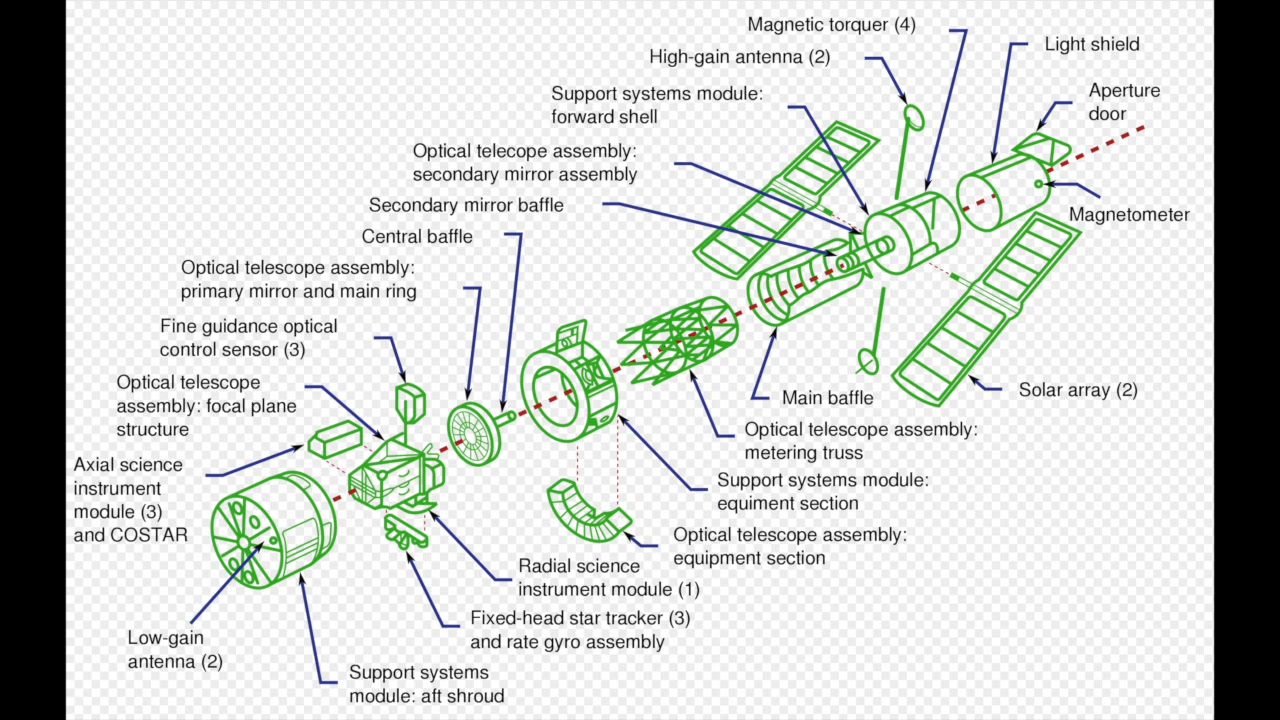 Magnetic torquer (4)
High-gain antenna (2)
Light shield
Support systems module:
forward shell
Aperture
door
Optical telecope assembly:
secondary mirror assembly
Secondary mirror baffle
Magnetometer
Central baffle
Optical telescope assembly:
primary mirror and main ring
Fine guidance optical
control sensor (3)
Optical telescope
assembly: focal plane
structure
Solar array (2)
Main baffle
Optical telescope assembly:
metering truss
Axial science
instrument
module (3)
and COSTAR
Support systems module:
equiment section
Optical telescope assembly:
equipment section
Radial science
instrument module (1)
Fixed-head star tracker (3)
and rate gyro assembly
Low-gain
antenna (2)
Support systems
module: aft shroud